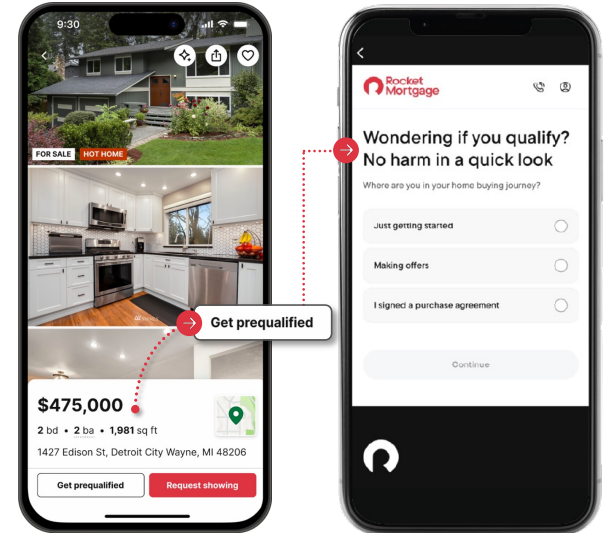 9:30
FOR SALE HOT HOME
Get prequalified
$475,000
2 bd • 2 ba • 1,981 sq ft
1427 Edison St, Detroit City Wayne, MI 48206
Get prequalified Request showing
Rocket
Mortgage
Wondering if you qualify?
No harm in a quick look
Where are you in your home buying journey?
Just getting started
Making offers
I signed a purchase agreement
Continue